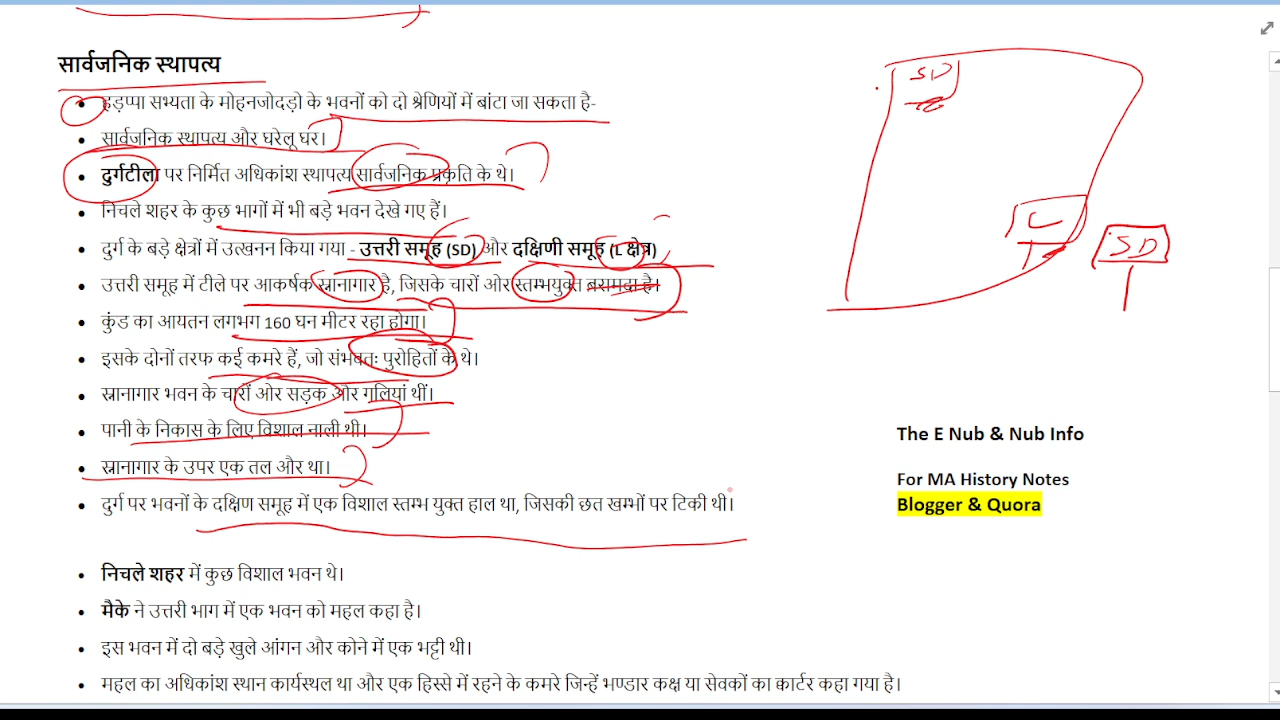 सार्वजनिक स्थापत्य
• हड़प्पा सभ्यता के मोहनजोदड़ो के भवनों को दो श्रेणियों में बांटा जा सकता है-
• सार्वजनिक स्थापत्य और घरेलू घर।
• दुर्गटीला पर निर्मित अधिकांश स्थापत्य सार्वजनिक प्रकृति के थे।
• निचले शहर के कुछ भागों में भी बड़े भवन देखे गए हैं।
• दुर्ग के बड़े क्षेत्रों में उत्खनन किया गया - उत्तरी समूह (SD) और दक्षिणी समूह (L क्षेत्र)
• उत्तरी समूह में टीले पर आकर्षक स्नानागार है, जिसके चारों ओर स्तम्भयुक्त बरामदा है।
• कुंड का आयतन लगभग 160 घन मीटर रहा होगा।
• इसके दोनों तरफ कई कमरे हैं, जो संभवतः पुरोहितों के थे।
• स्नानागार भवन के चारों ओर सड़क ओर गलियां थीं।
• पानी के निकास के लिए विशाल नाली थी।
• स्नानागार के उपर एक तल और था।
• दुर्ग पर भवनों के दक्षिण समूह में एक विशाल स्तम्भ युक्त हाल था, जिसकी छत खम्भों पर टिकी थी।
• निचले शहर में कुछ विशाल भवन थे।
• मैके ने उत्तरी भाग में एक भवन को महल कहा है।
• इस भवन में दो बड़े खुले आंगन और कोने में एक भट्टी थी।
• महल का अधिकांश स्थान कार्यस्थल था और एक हिस्से में रहने के कमरे जिन्हें भण्डार कक्ष या सेवकों का कार्टर कहा गया है।
SD
L
SD
The E Nub & Nub Info
For MA History Notes
Blogger & Quora